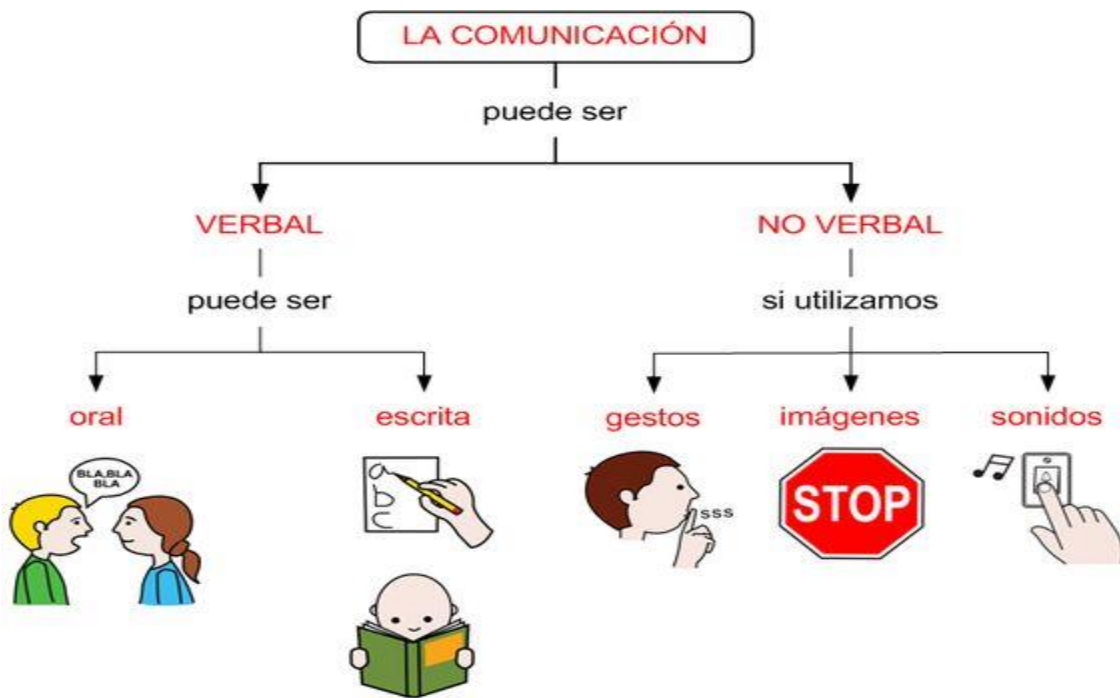 LA COMUNICACIÓN
puede ser
VERBAL
NO VERBAL
puede ser
si utilizamos
oral
escrita
gestos
imágenes
sonidos
BLA,BLA
BLA
sss
STOP